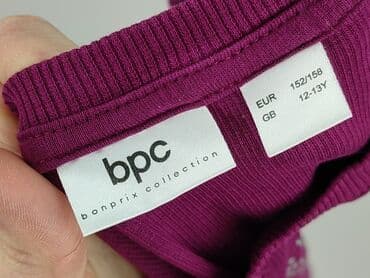 bpc
bonprix collection
EUR 152/158
GB 12-13Y